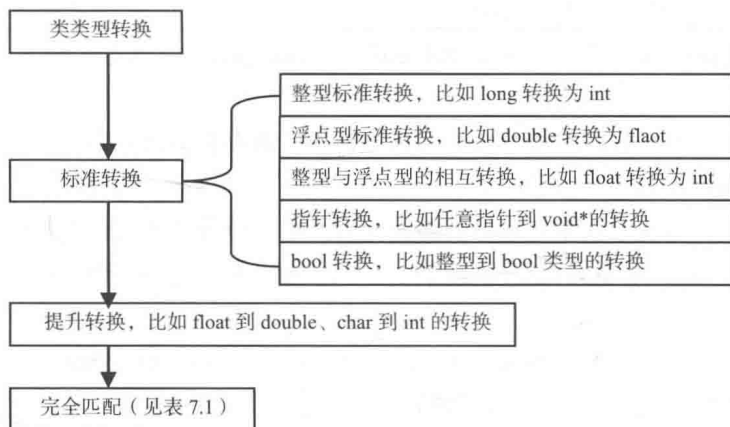 类类型转换
整型标准转换，比如 long 转换为 int
浮点型标准转换，比如 double 转换为 flaot
标准转换
整型与浮点型的相互转换，比如 float 转换为 int
指针转换，比如任意指针到 void*的转换
bool 转换，比如整型到 bool 类型的转换
提升转换，比如 float 到 double、char 到 int 的转换
完全匹配（见表 7.1）